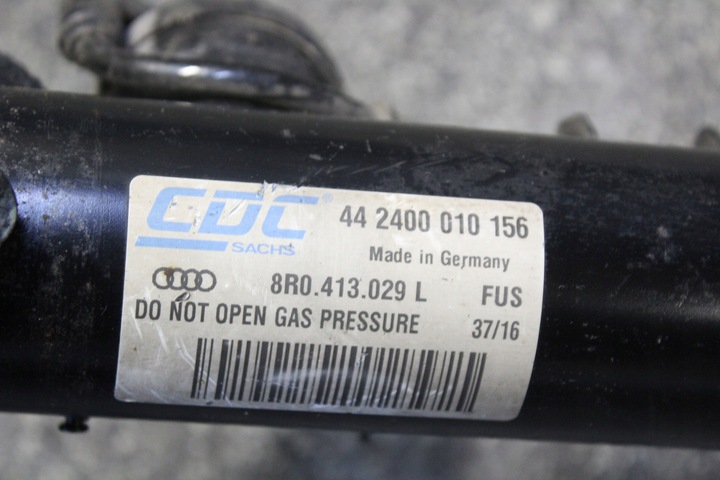 CDC® 44 2400 010 156
SACHS Made in Germany
8R0.413.029 L FUS
DO NOT OPEN GAS PRESSURE 37/16